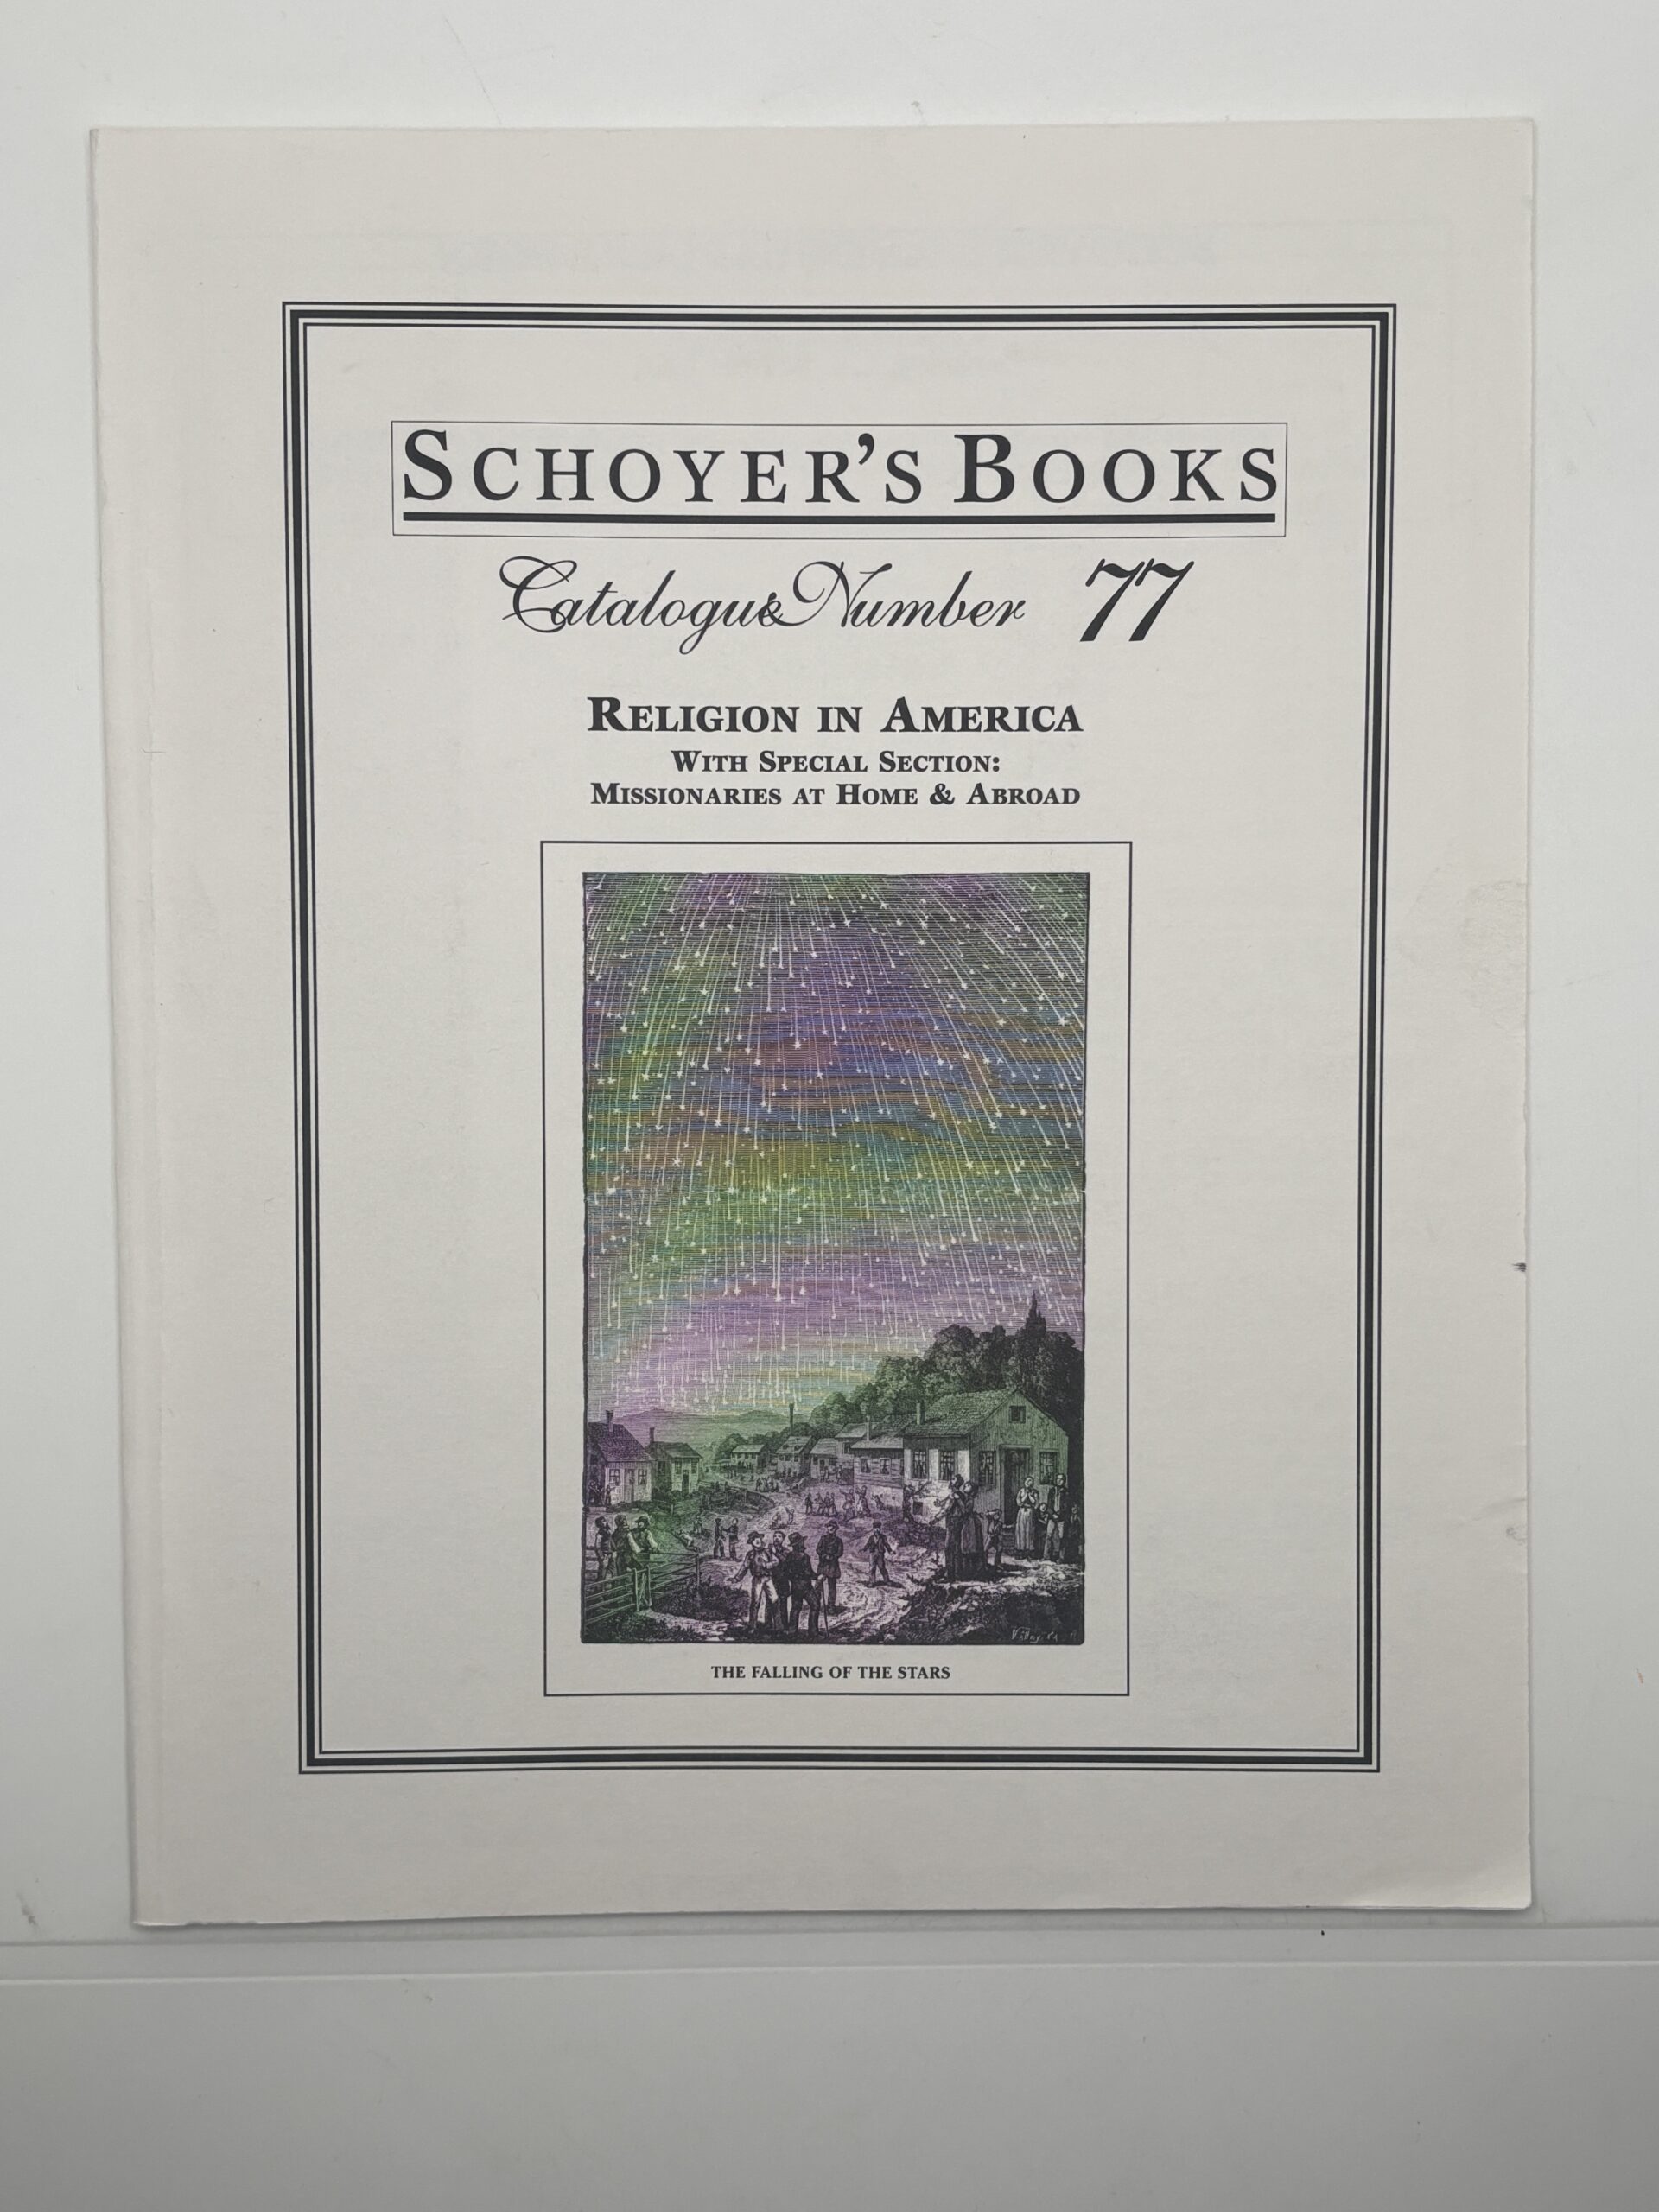 SCHOYER'S BOOKS
Catalogue Number 77
RELIGION IN AMERICA
WITH SPECIAL SECTION:
MISSIONARIES AT HOME & ABROAD
THE FALLING OF THE STARS